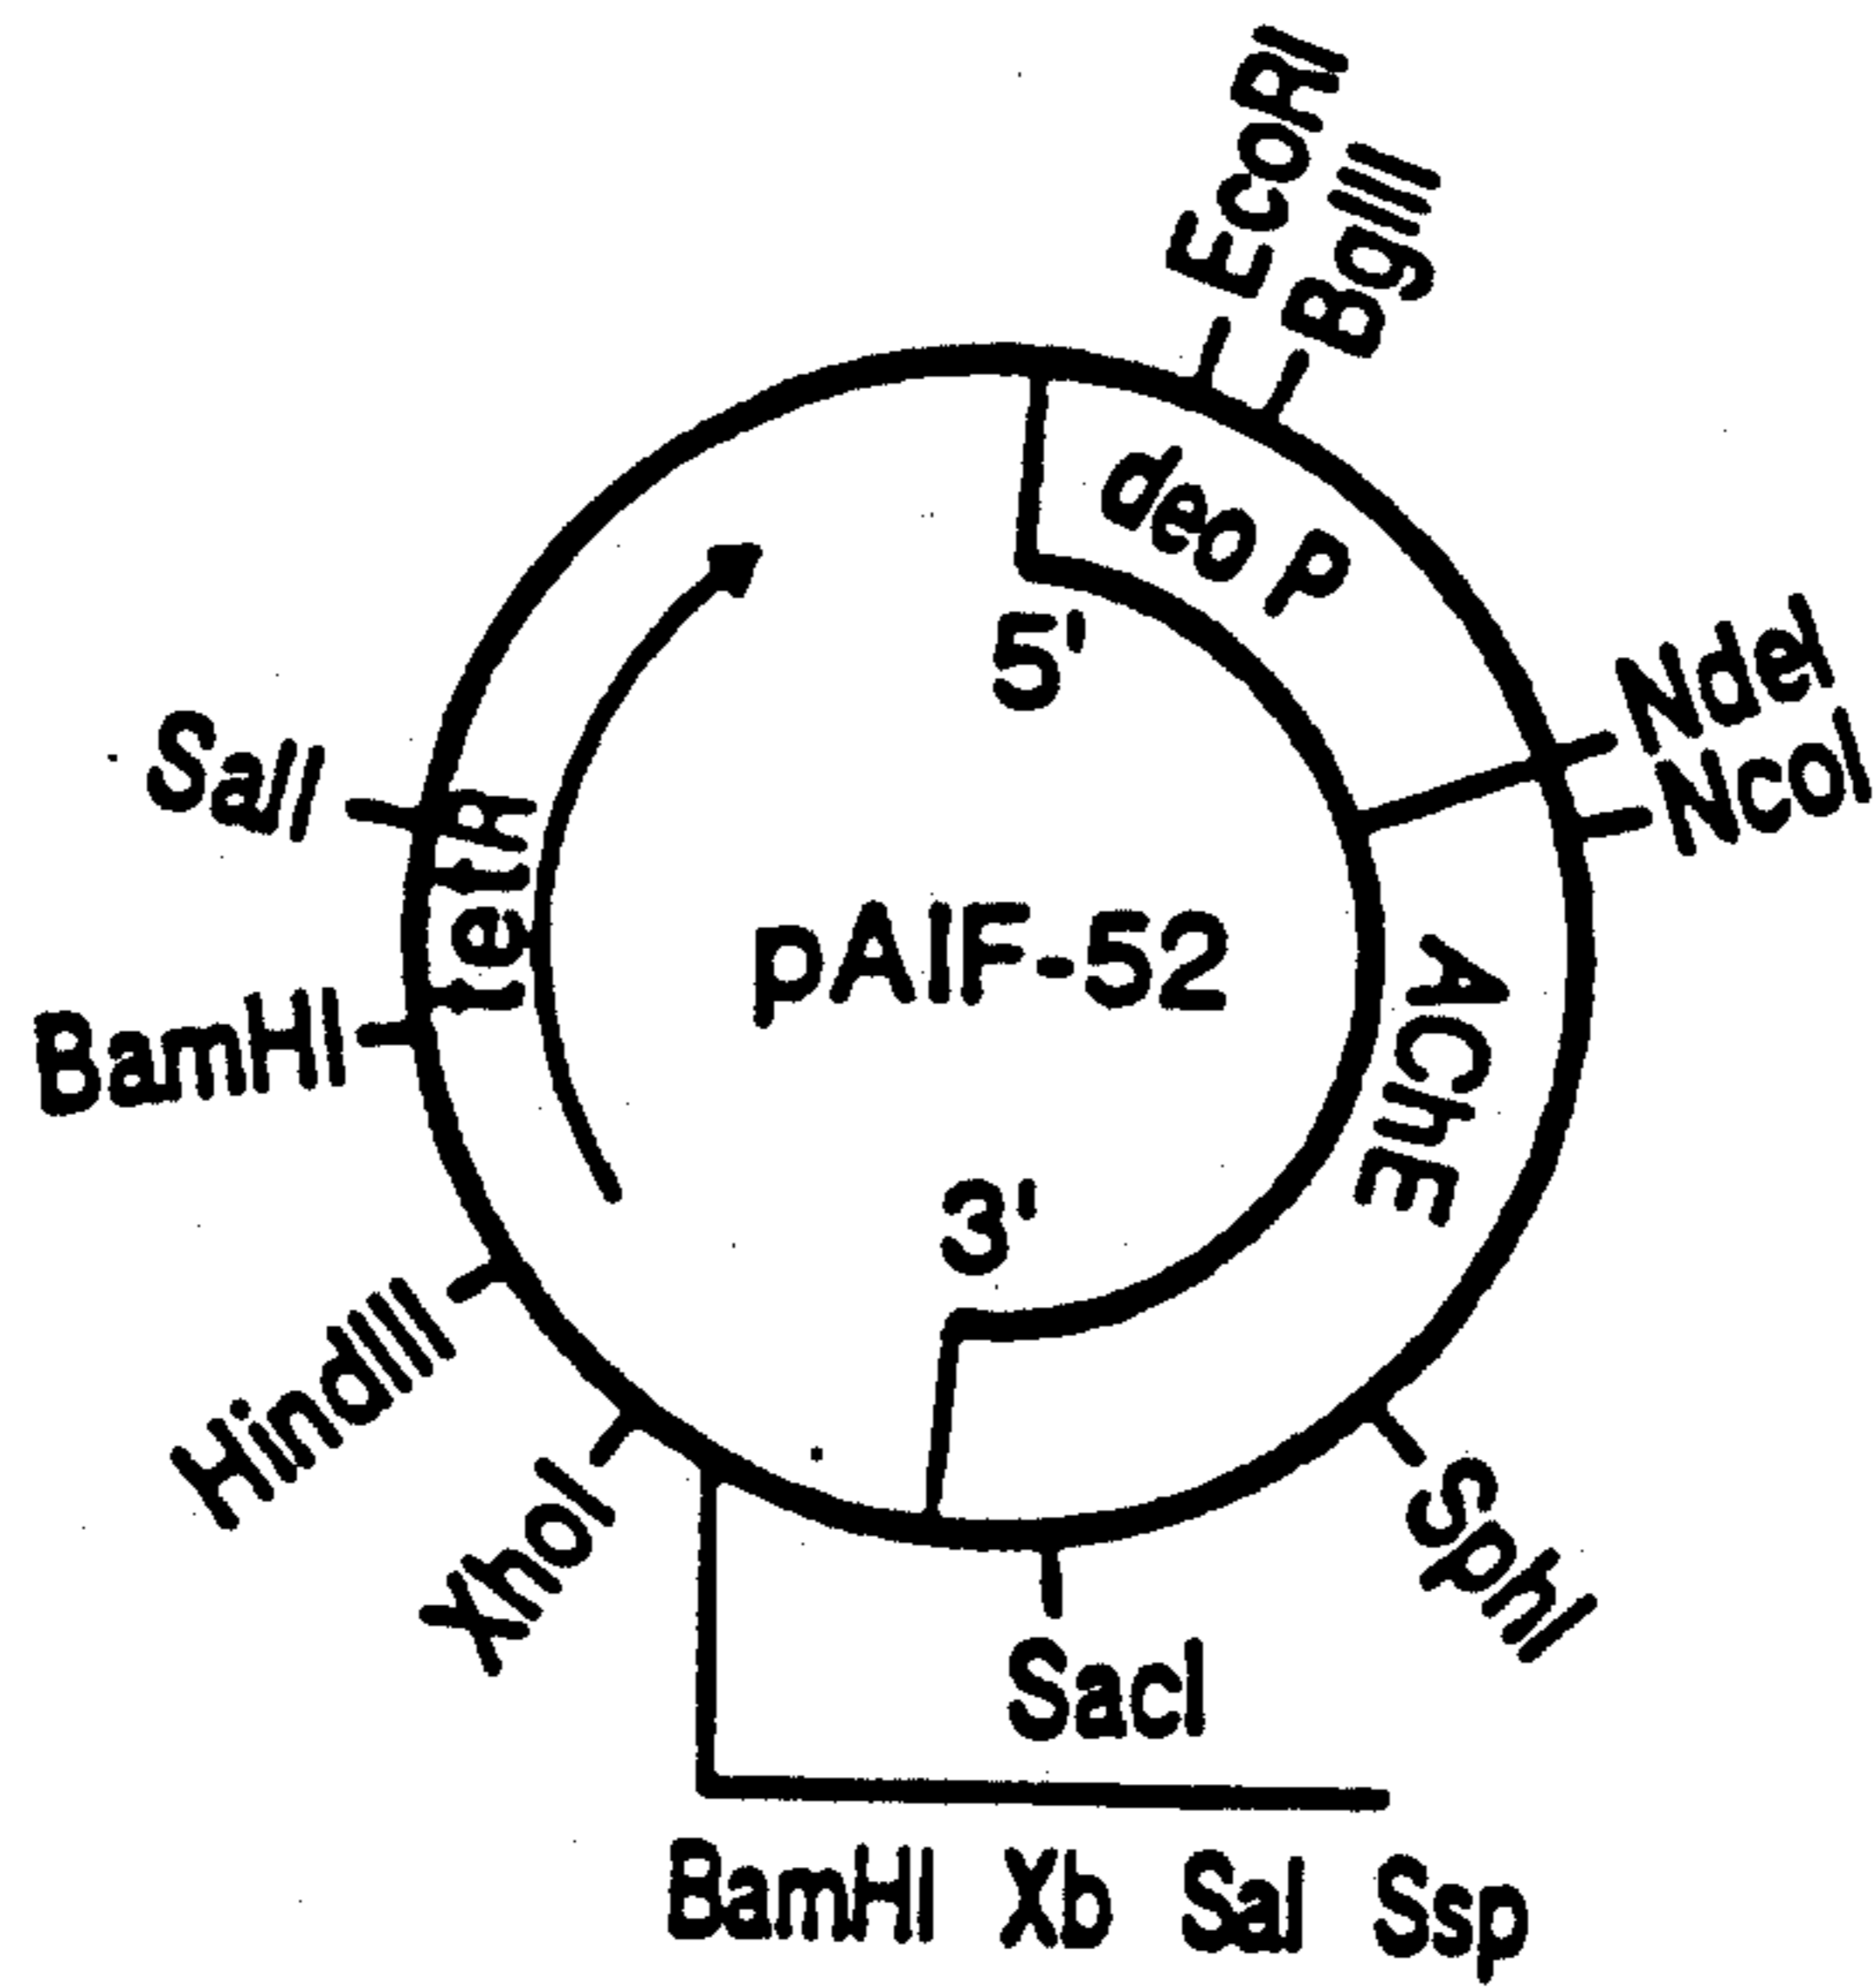 EcoRI
BglII
deo P
5'
NdeI
NcoI
SalI
tetR
pAIF-52
AChE
BamHI
3'
HindIII
XhoI
SphI
SacI
BamHI Xb Sal Ssp